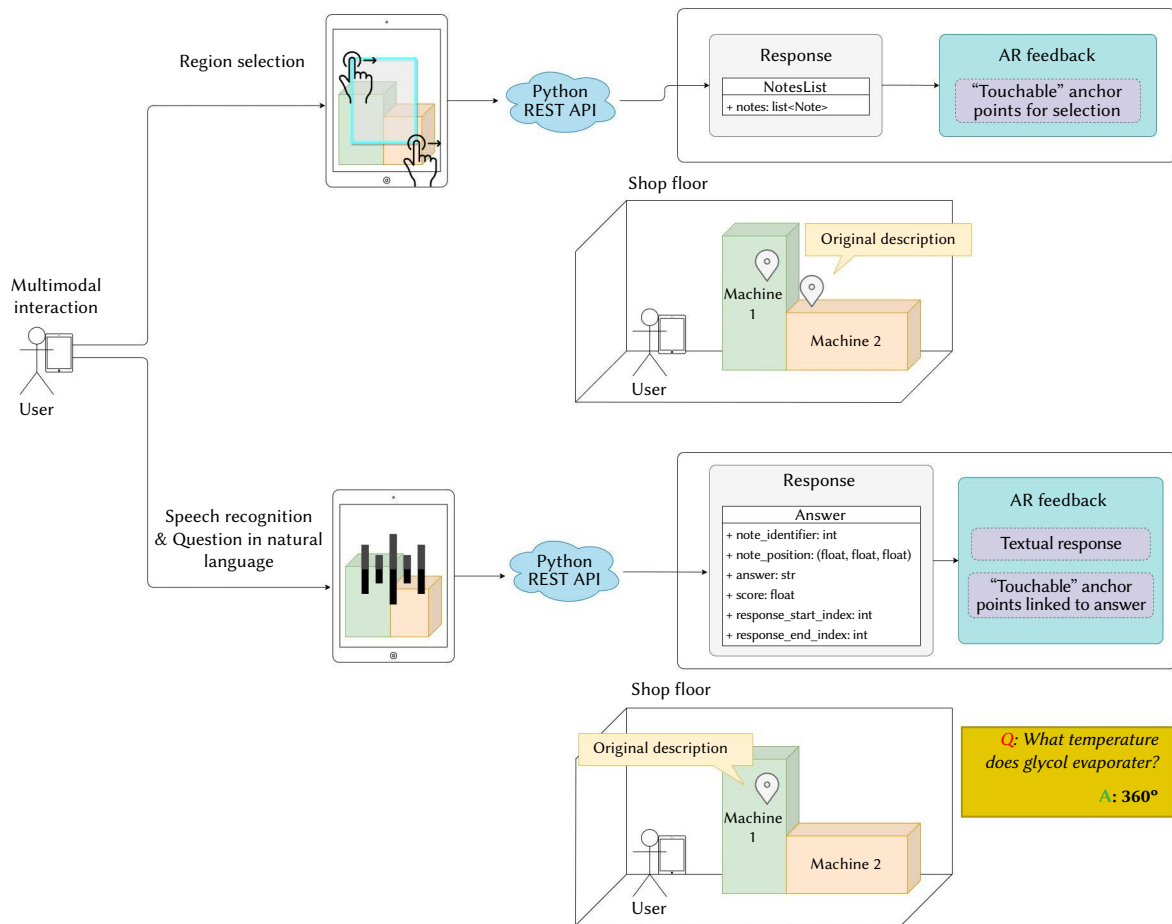 Region selection
Python
REST API
Response
NotesList
+ notes: list<Note>
AR feedback
“Touchable” anchor
points for selection
Shop floor
Original description
Machine
1
Machine 2
User
Multimodal
interaction
User
Speech recognition
& Question in natural
language
Python
REST API
Response
Answer
+ note_identifier: int
+ note_position: (float, float, float)
+ answer: str
+ score: float
+ response_start_index: int
+ response_end_index: int
AR feedback
Textual response
“Touchable” anchor
points linked to answer
Shop floor
Original description
Machine
1
Machine 2
User
Q: What temperature
does glycol evaporater?
A: 360º